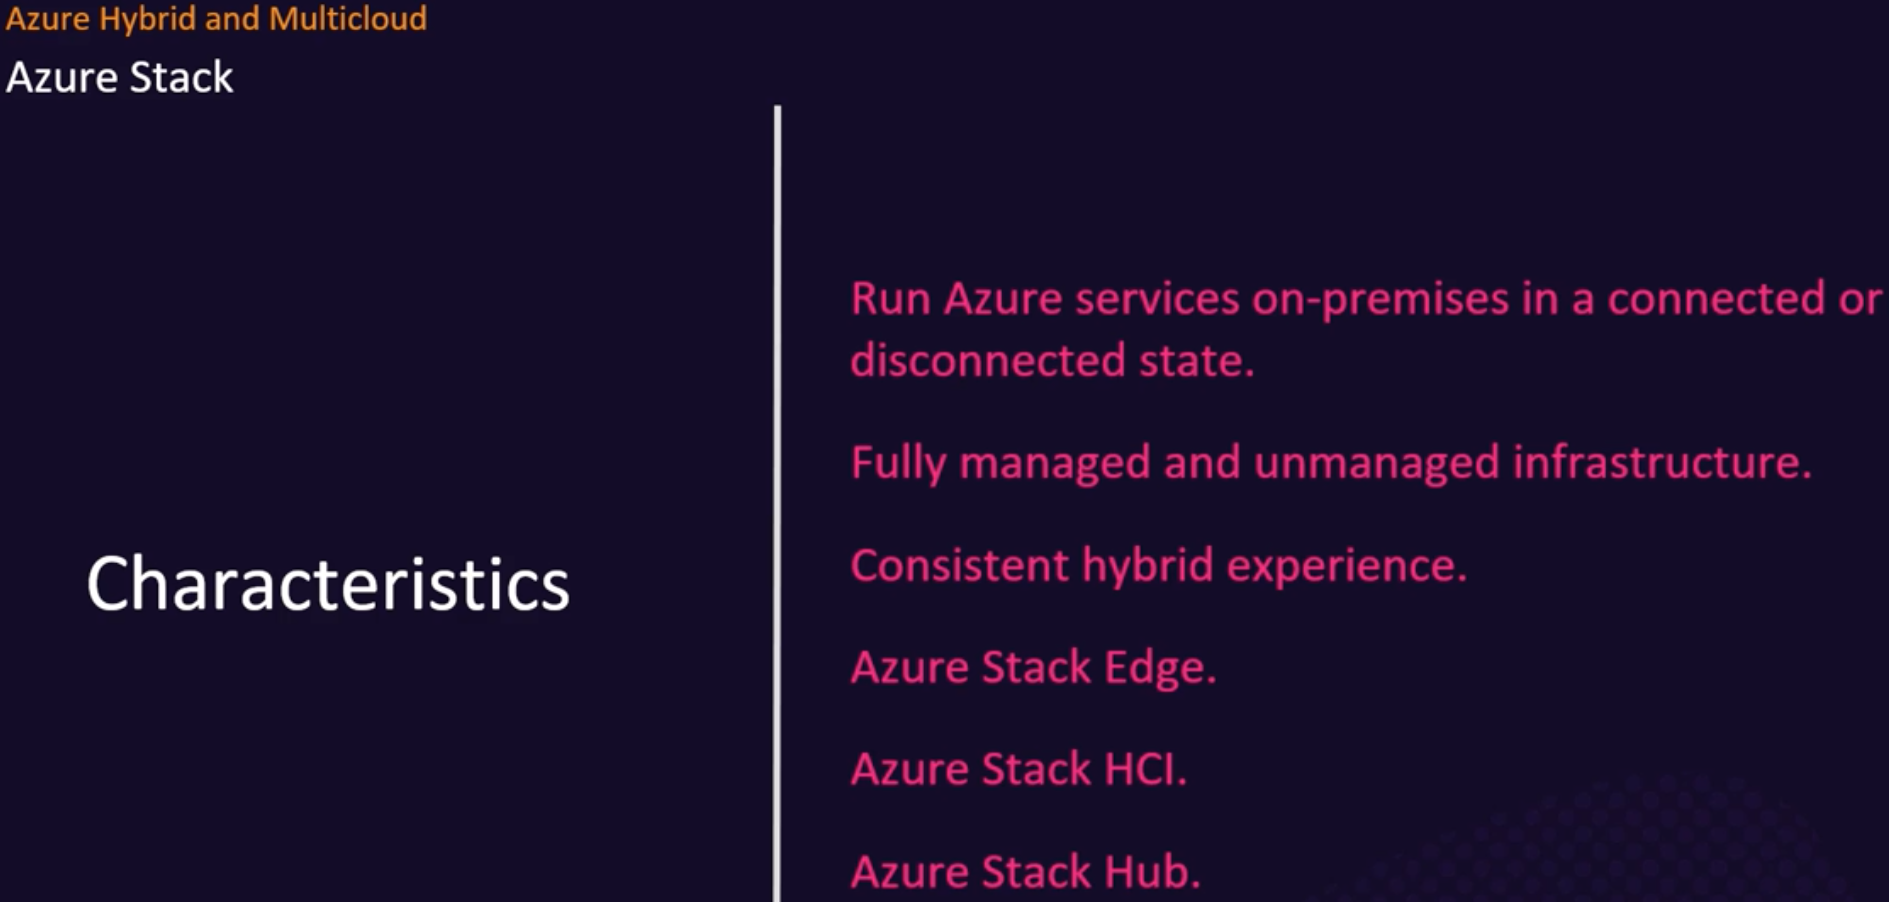 Azure Hybrid and Multicloud
Azure Stack
Characteristics
Run Azure services on-premises in a connected or
disconnected state.
Fully managed and unmanaged infrastructure.
Consistent hybrid experience.
Azure Stack Edge.
Azure Stack HCI.
Azure Stack Hub.